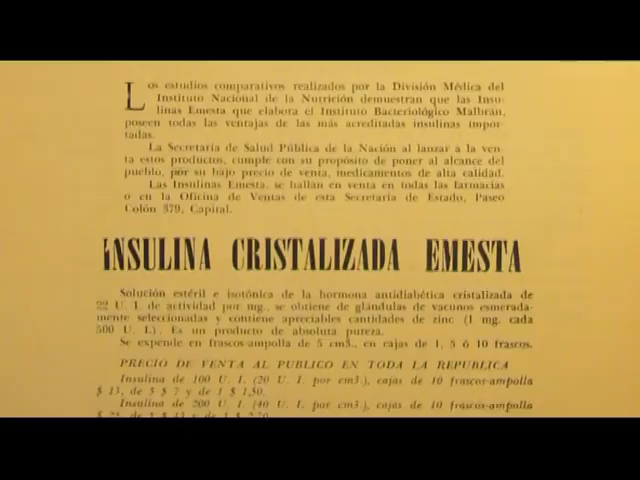 Los estudios comparativos realizados por la División Médica del
Instituto Nacional de la Nutrición demuestran que las Insu-
linas Emesta que elabora el Instituto Bacteriológico Malbrán,
poseen todas las ventajas de las más acreditadas insulinas impor-
tadas.
La Secretaría de Salud Pública de la Nación al lanzar a la ven-
ta estos productos, cumple con su propósito de poner al alcance del
pueblo, por su bajo precio de venta, medicamentos de alta calidad.
Las Insulinas Emesta, se hallan en venta en todas las farmacias
o en la Oficina de Ventas de esta Secretaría de Estado, Paseo
Colón 379, Capital.
INSULINA CRISTALIZADA EMESTA
Solución estéril e isotónica de la hormona antidiabética cristalizada de
22 U. I. de actividad por mg., se obtiene de glándulas de vacunos esmerada-
mente seleccionadas y contiene apreciables cantidades de zinc (1 mg. cada
500 U. I.). Es un producto de absoluta pureza.
Se expende en frascos-ampolla de 5 cm3., en cajas de 1, 5 ó 10 frascos.
PRECIO DE VENTA AL PUBLICO EN TODA LA REPUBLICA
Insulina de 100 U. I. (20 U. I. por cm3.), cajas de 10 frascos-ampolla
$ 13, de 5 $ 7 y de 1 $ 1,50.
Insulina de 200 U. I. (40 U. I. por cm3.), cajas de 10 frascos-ampolla